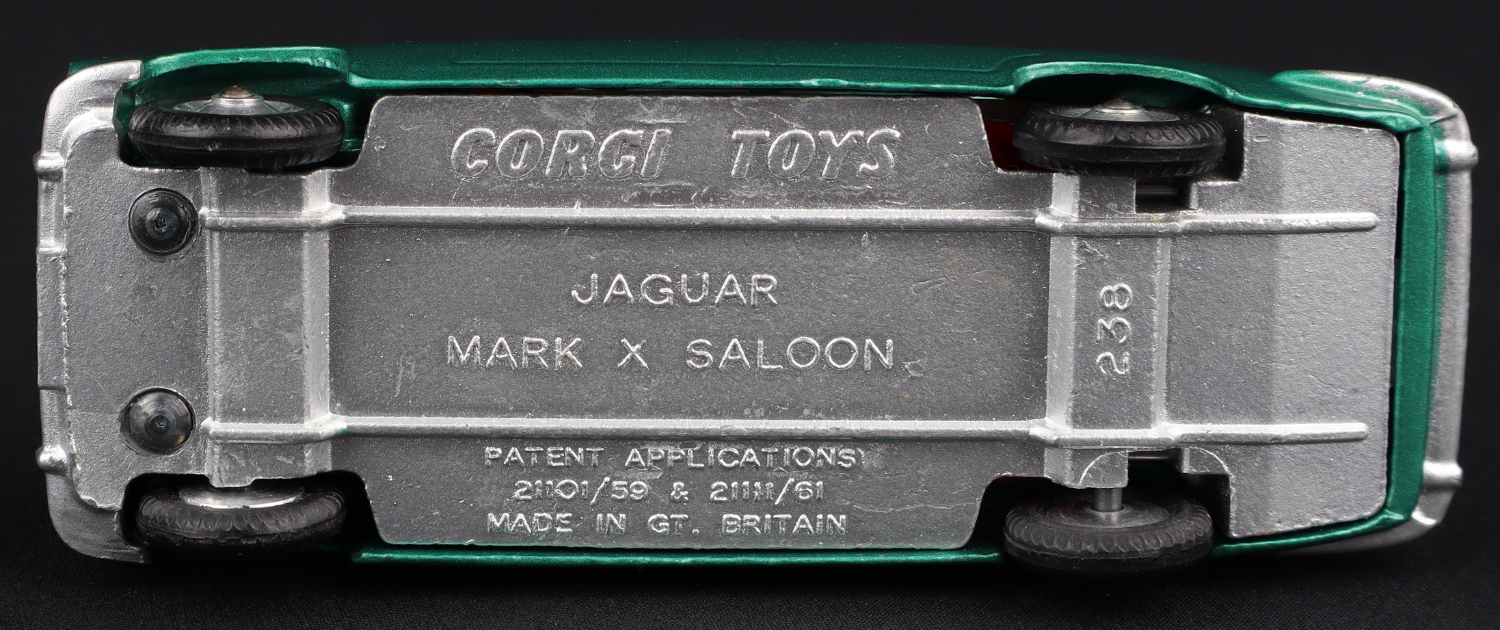 CORGI TOYS
JAGUAR
MARK X SALOON
238
PATENT APPLICATIONS
21101/59 & 21111/61
MADE IN GT. BRITAIN